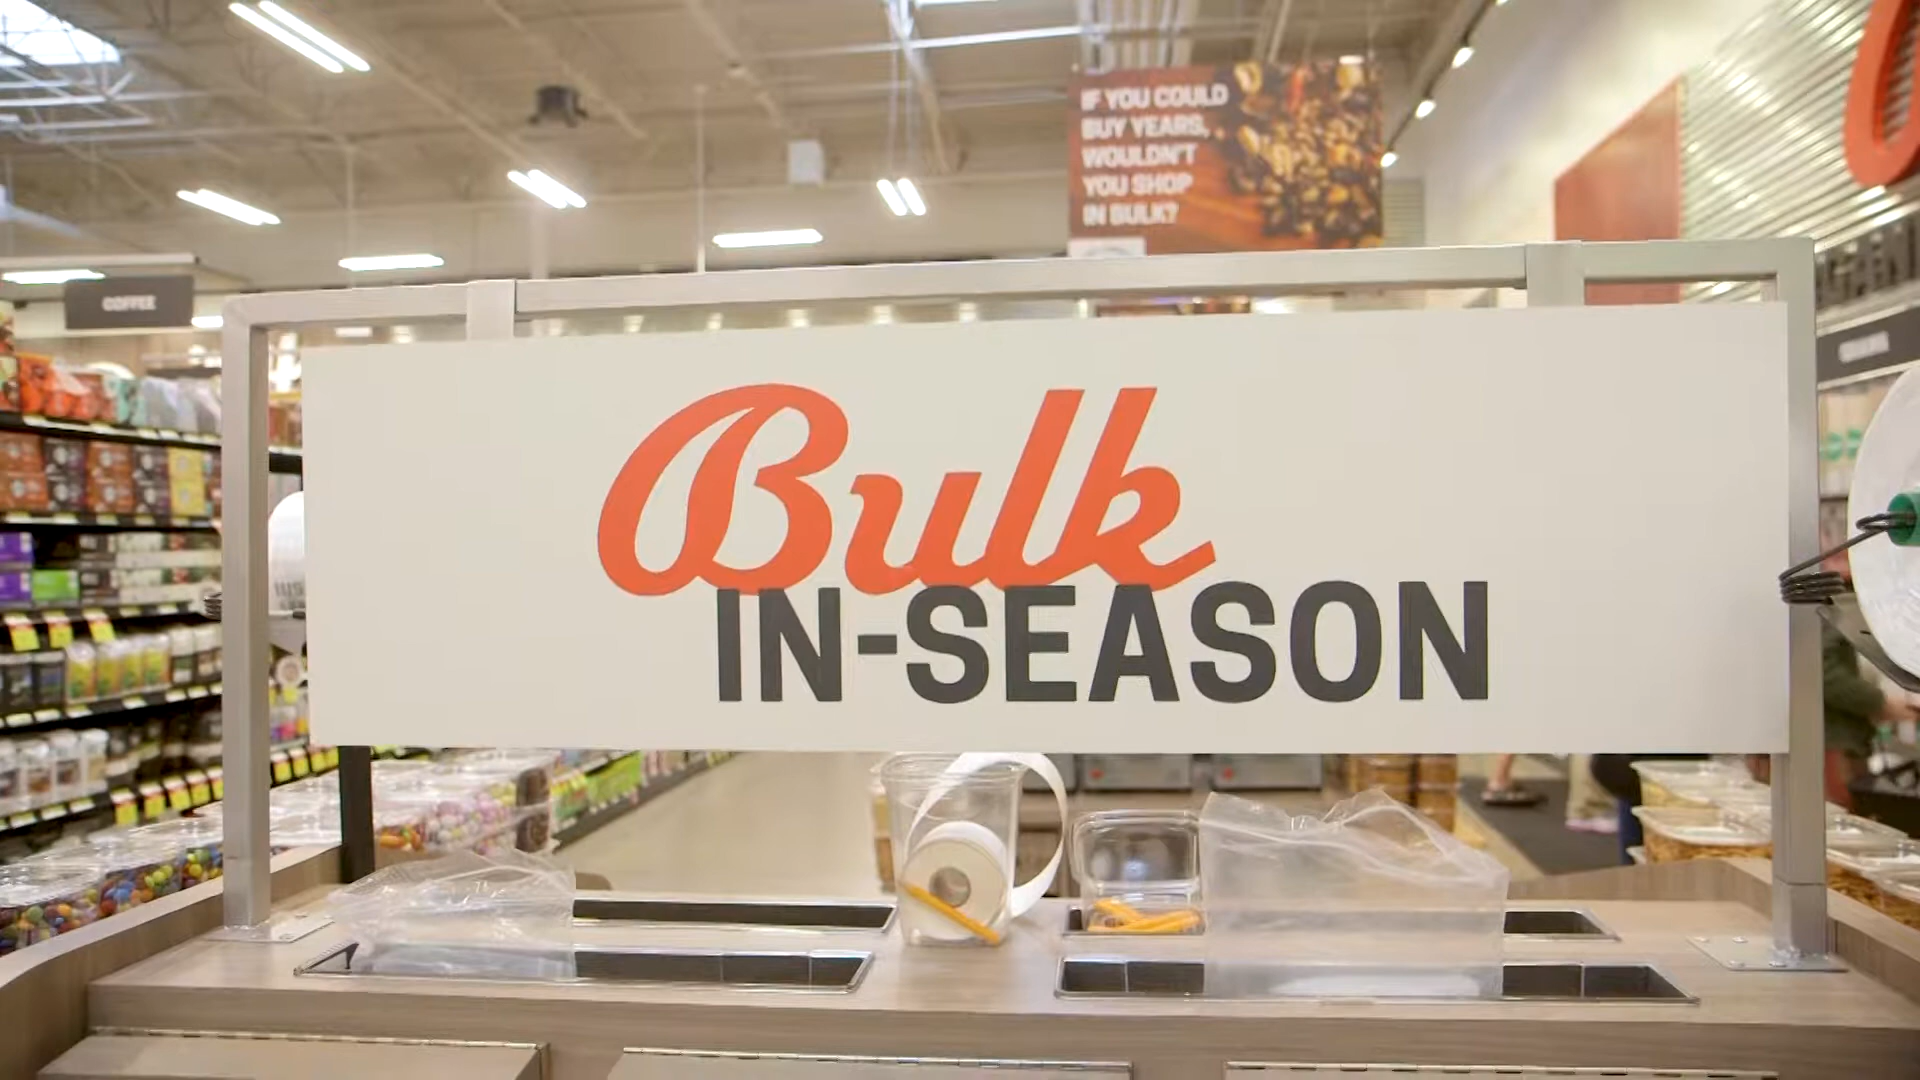 IF YOU COULD
BUY YEARS,
WOULDN'T
YOU SHOP
IN BULK?
COFFEE
Bulk
IN-SEASON